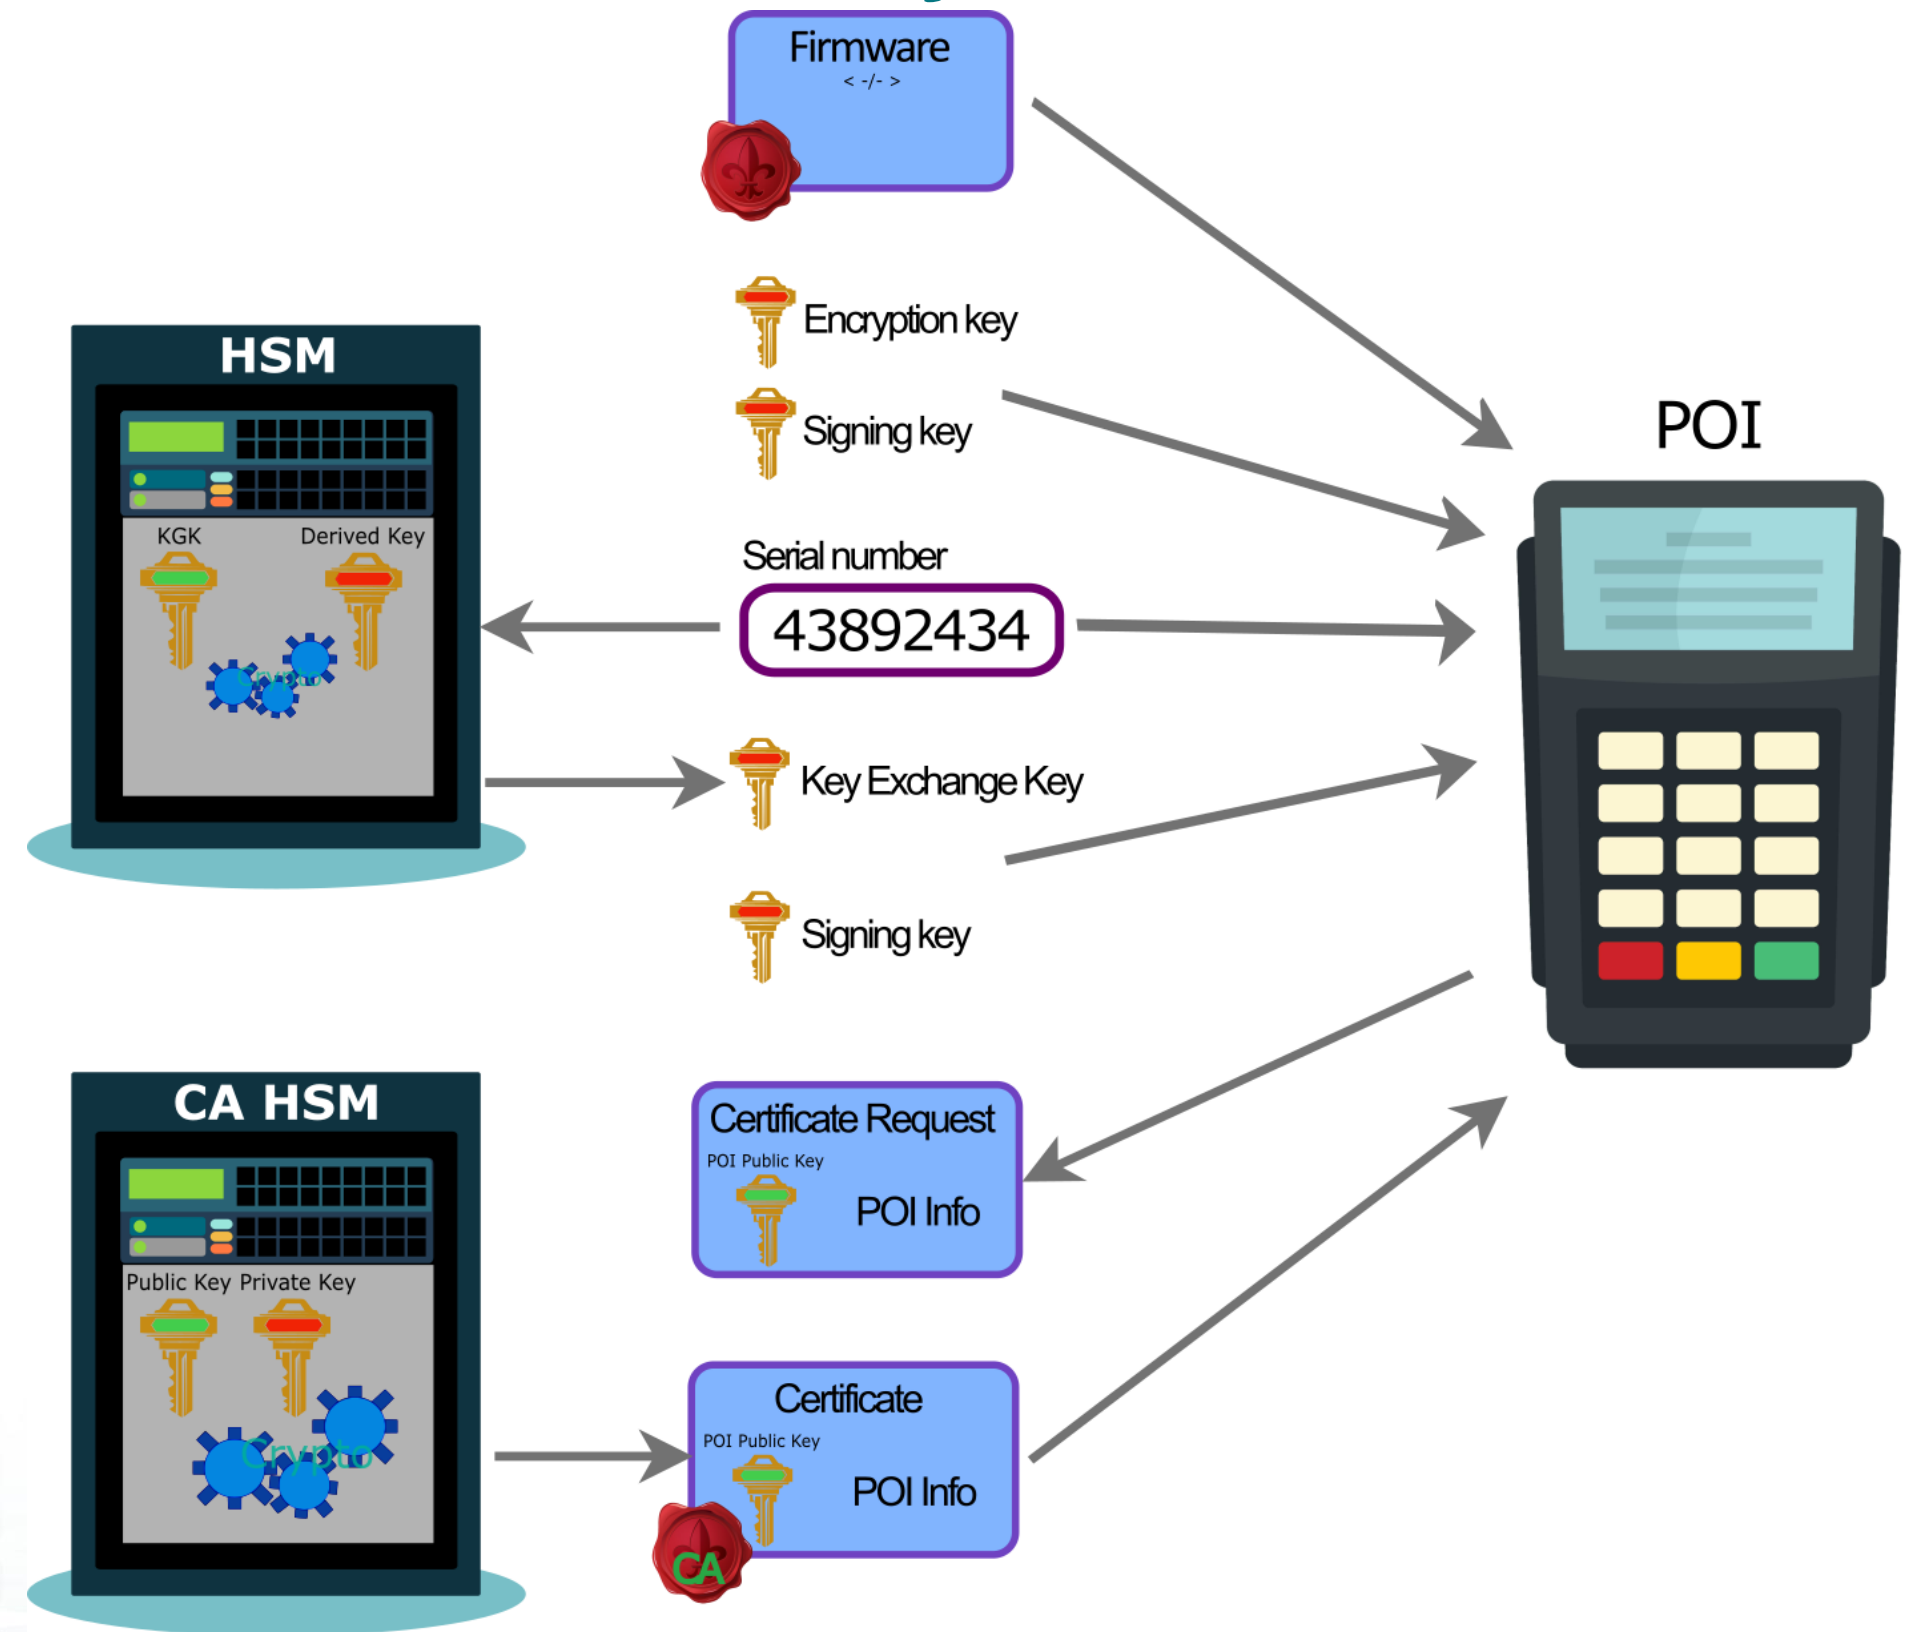 Firmware
< -/- >
Encryption key
Signing key
HSM
KGK
Derived Key
Crypto
Serial number
43892434
Key Exchange Key
Signing key
POI
CA HSM
Public Key
Private Key
Crypto
Certificate Request
POI Public Key
POI Info
Certificate
POI Public Key
POI Info
CA